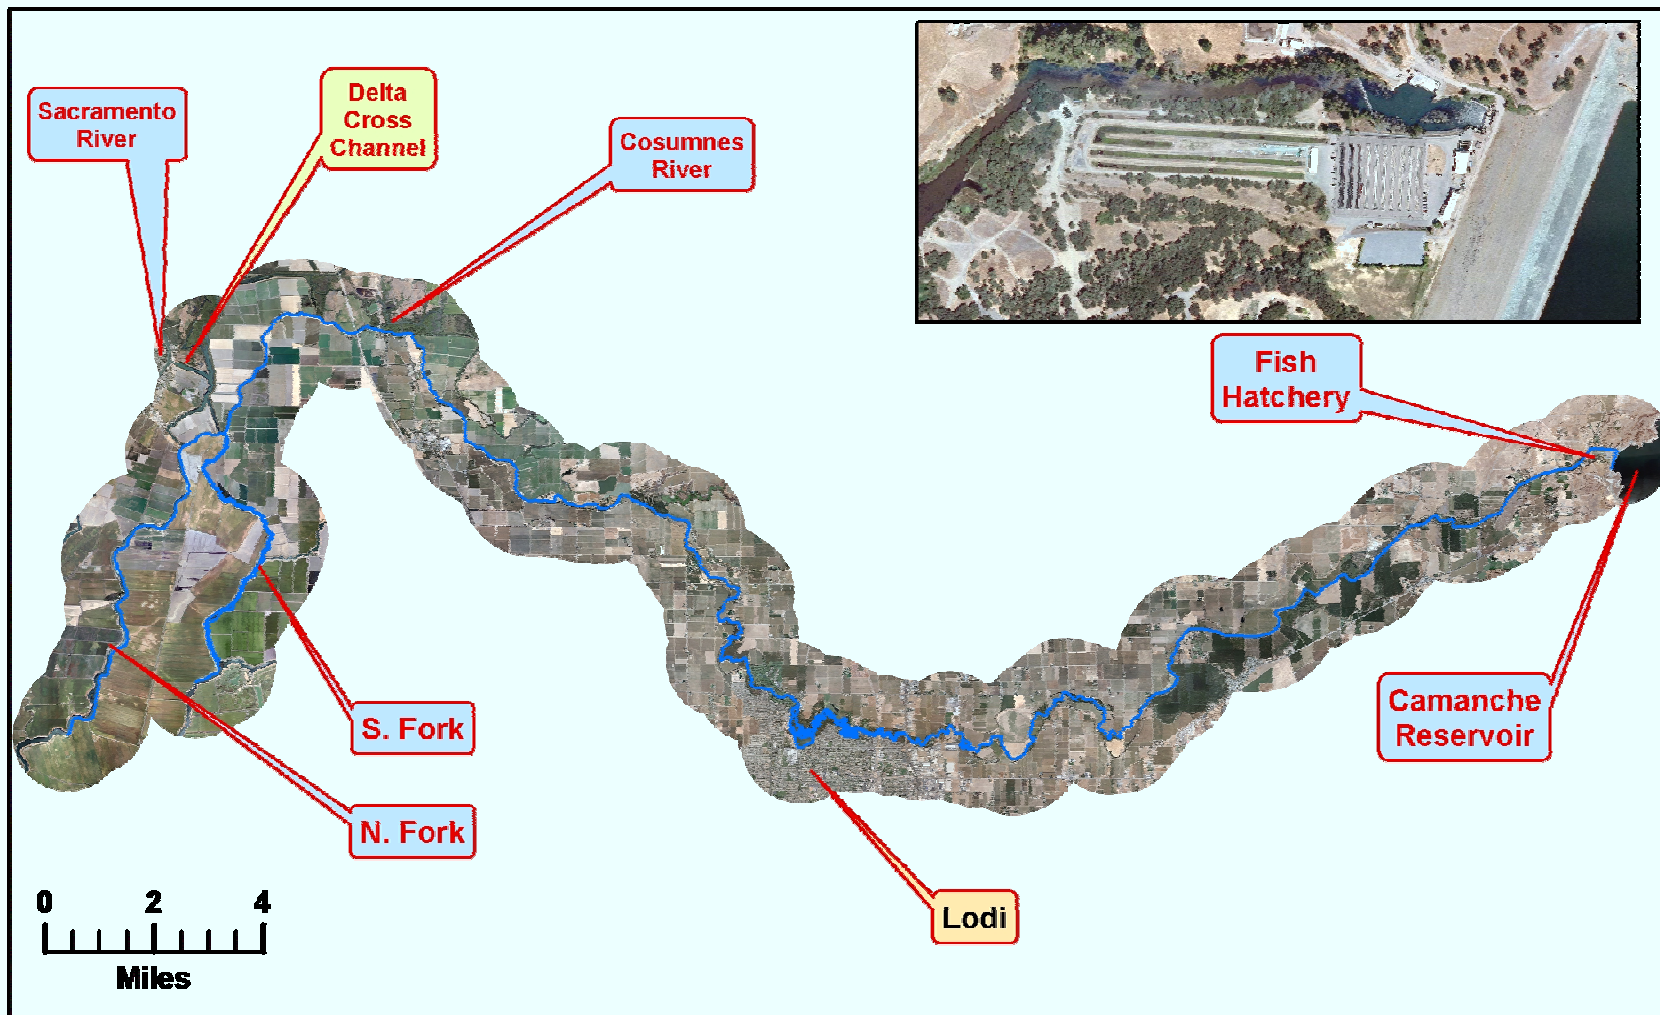 Sacramento
River
Delta
Cross
Channel
Cosumnes
River
Fish
Hatchery
Camanche
Reservoir
S. Fork
N. Fork
Lodi
0 2 4
Miles